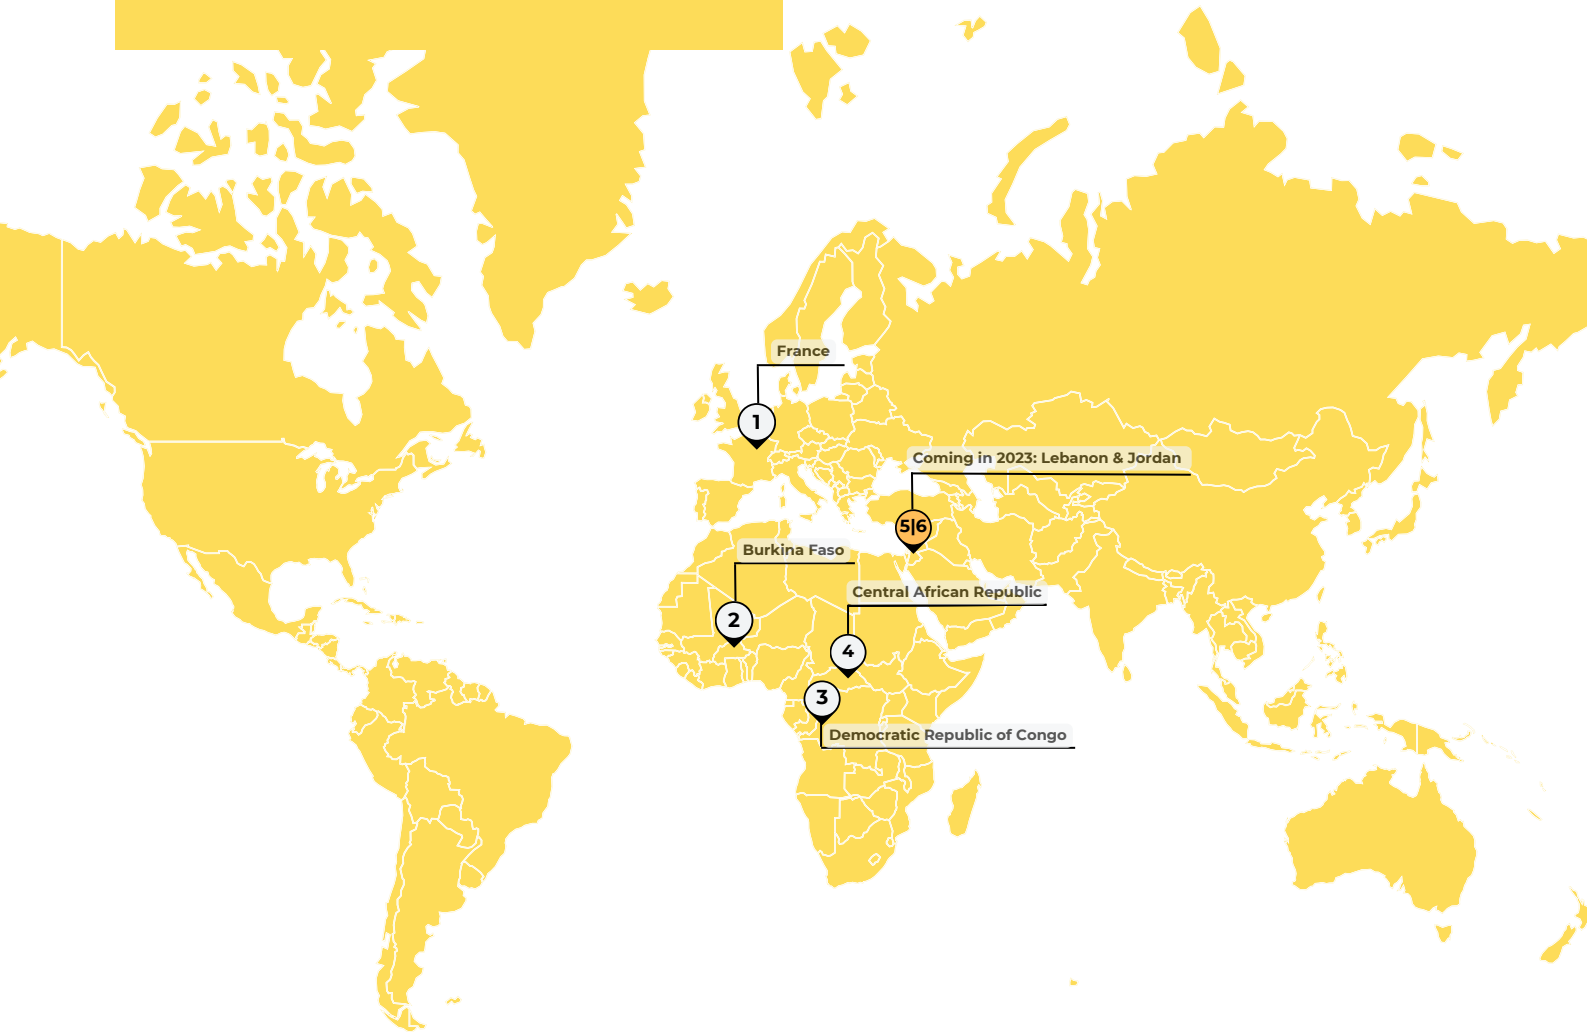 France
1
Coming in 2023: Lebanon & Jordan
5|6
Burkina Faso
2
Central African Republic
4
3
Democratic Republic of Congo